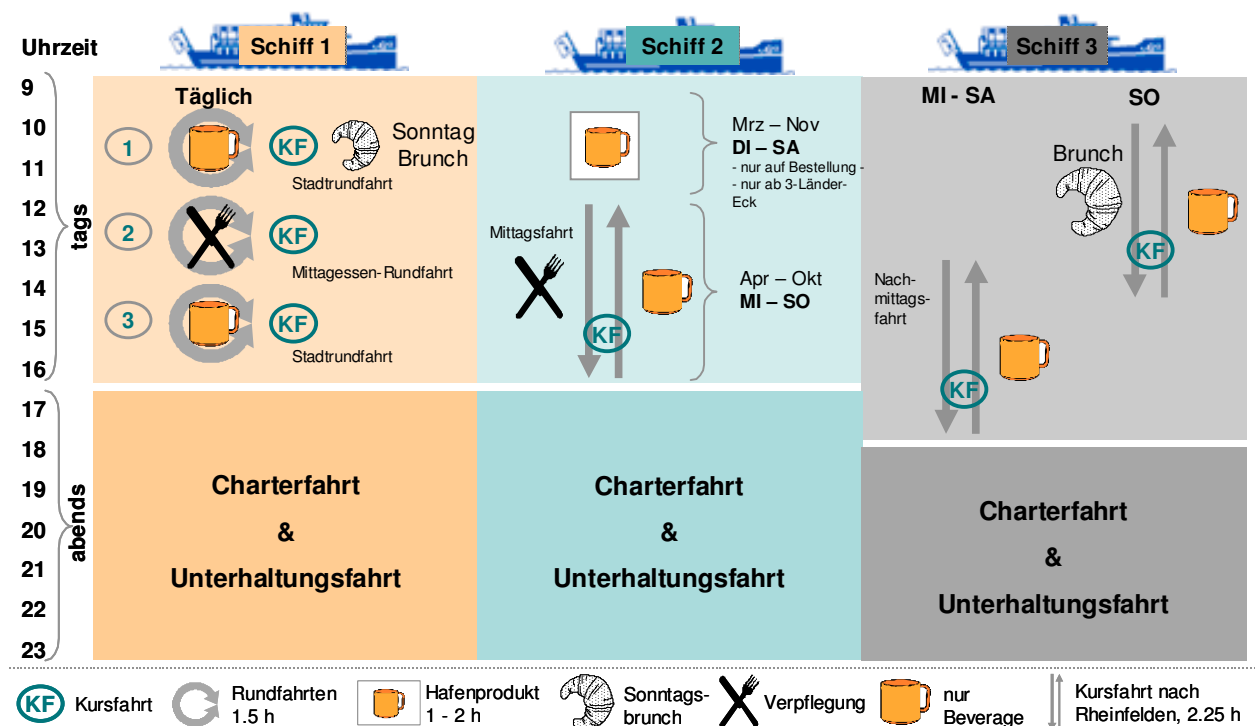 Uhrzeit
Schiff 1
Schiff 2
Schiff 3
9
10
11
12
13
14
15
16
17
18
19
20
21
22
23
tags
abends
Täglich
1
KF
Sonntag
Brunch
Stadtrundfahrt
2
KF
Mittagessen-Rundfahrt
3
KF
Stadtrundfahrt
Charterfahrt
&
Unterhaltungsfahrt
Mrz – Nov
DI – SA
- nur auf Bestellung -
- nur ab 3-Länder-
Eck
Mittagsfahrt
KF
Apr – Okt
MI – SO
Charterfahrt
&
Unterhaltungsfahrt
MI - SA
SO
Brunch
KF
Nach-
mittags-
fahrt
KF
Charterfahrt
&
Unterhaltungsfahrt
KF
Kursfahrt
Rundfahrten
1.5 h
Hafenprodukt
1 - 2 h
Sonntags-
brunch
Verpflegung
nur
Beverage
Kursfahrt nach
Rheinfelden, 2.25 h